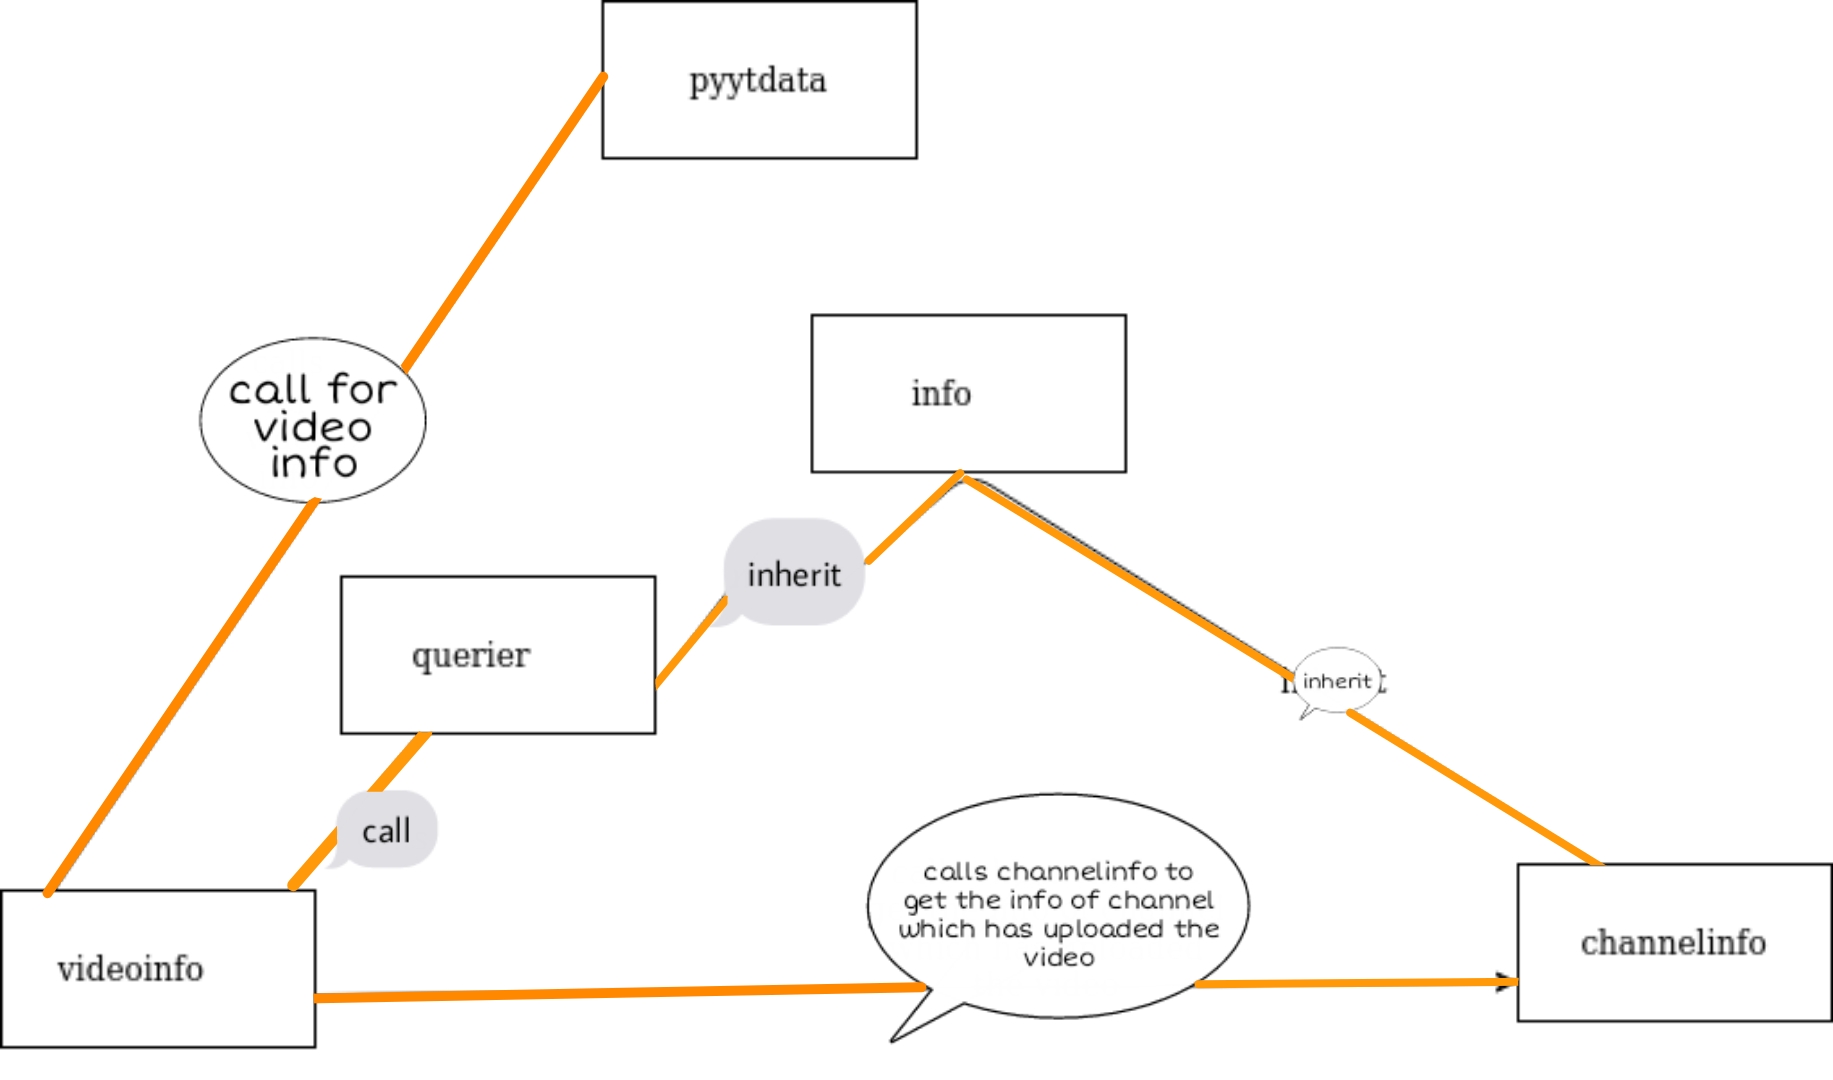 pyytdata
call for
video
info
info
inherit
querier
inherit
call
calls channelinfo to
get the info of channel
which has uploaded the
video
channelinfo
videoinfo